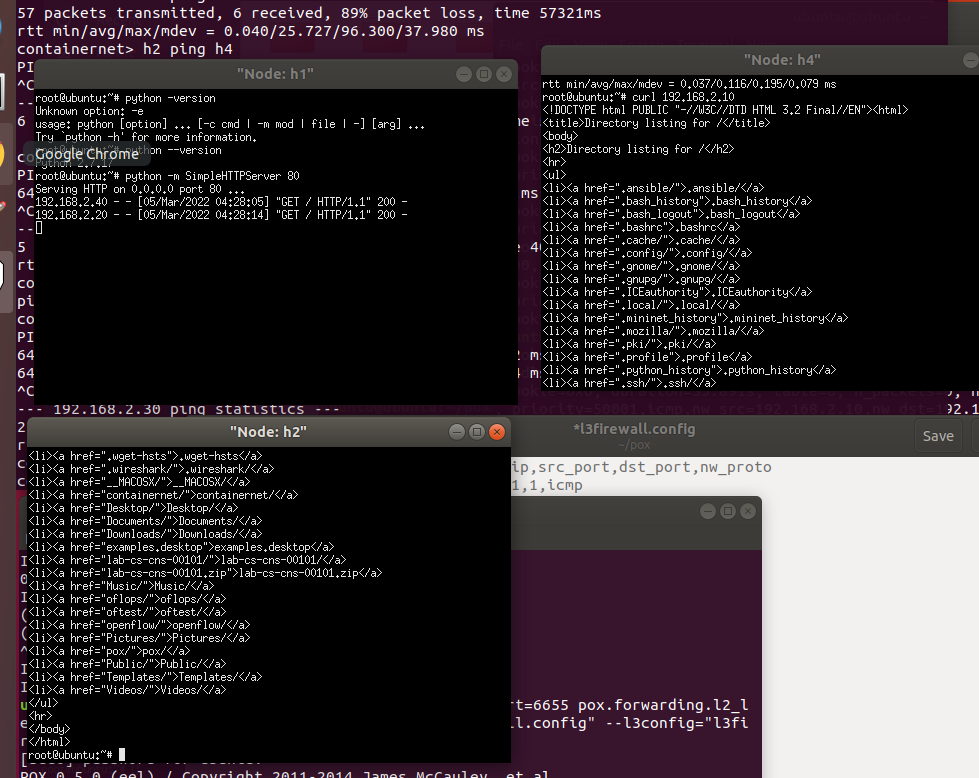 57 packets transmitted, 6 received, 89% packet loss, time 57321ms
rtt min/avg/max/mdev = 0.040/25.727/96.300/37.980 ms
containernet> h2 ping h4
"Node: h1"
root@ubuntu:~# python -version
Unknown option: -e
usage: python [option] ... [-c cmd | -m mod | file | -] [arg] ...
Try `python -h' for more information.
Google Chrome
root@ubuntu:~# python -m SimpleHTTPServer 80
Serving HTTP on 0.0.0.0 port 80 ...
192.168.2.40 - - [05/Mar/2022 04:28:05] "GET / HTTP/1.1" 200 -
192.168.2.20 - - [05/Mar/2022 04:28:14] "GET / HTTP/1.1" 200 -
"Node: h4"
rtt min/avg/max/mdev = 0.037/0.116/0.195/0.079 ms
root@ubuntu:~# curl 192.168.2.10
<!DOCTYPE html PUBLIC "-//W3C//DTD HTML 3.2 Final//EN"><html>
<title>Directory listing for /</title>
<body>
<h2>Directory listing for /</h2>
<hr>
<ul>
<li><a href=".ansible/">.ansible/</a>
<li><a href=".bash_history">.bash_history</a>
<li><a href=".bash_logout">.bash_logout</a>
<li><a href=".bashrc">.bashrc</a>
<li><a href=".cache/">.cache/</a>
<li><a href=".config/">.config/</a>
<li><a href=".gnome/">.gnome/</a>
<li><a href=".gnupg/">.gnupg/</a>
<li><a href=".ICEauthority">.ICEauthority</a>
<li><a href=".local/">.local/</a>
<li><a href=".mininet_history">.mininet_history</a>
<li><a href=".mozilla/">.mozilla/</a>
<li><a href=".pki/">.pki/</a>
<li><a href=".profile">.profile</a>
<li><a href=".python_history">.python_history</a>
<li><a href=".ssh/">.ssh/</a>
--- 192.168.2.30 ping statistics ---
"Node: h2"
<li><a href=".wget-hsts">.wget-hsts</a>
<li><a href=".wireshark/">.wireshark/</a>
<li><a href="__MACOSX/">__MACOSX/</a>
<li><a href="containernet/">containernet/</a>
<li><a href="Desktop/">Desktop/</a>
<li><a href="Documents/">Documents/</a>
<li><a href="Downloads/">Downloads/</a>
<li><a href="examples.desktop">examples.desktop</a>
<li><a href="lab-cs-cns-00101/">lab-cs-cns-00101/</a>
<li><a href="lab-cs-cns-00101.zip">lab-cs-cns-00101.zip</a>
<li><a href="Music/">Music/</a>
<li><a href="oflops/">oflops/</a>
<li><a href="oftest/">oftest/</a>
<li><a href="openflow/">openflow/</a>
<li><a href="Pictures/">Pictures/</a>
<li><a href="pox/">pox/</a>
<li><a href="Public/">Public/</a>
<li><a href="Templates/">Templates/</a>
<li><a href="Videos/">Videos/</a>
</ul>
<hr>
</body>
</html>
root@ubuntu:~#
*l3firewall.config
~/pox
Save
ip,src_port,dst_port,nw_proto
1,1,icmp
rt=6655 pox.forwarding.l2_l
ll.config" --l3config="l3fi
POX 0.5.0 (eel) / Copyright 2011-2014 James McCauley, et al.